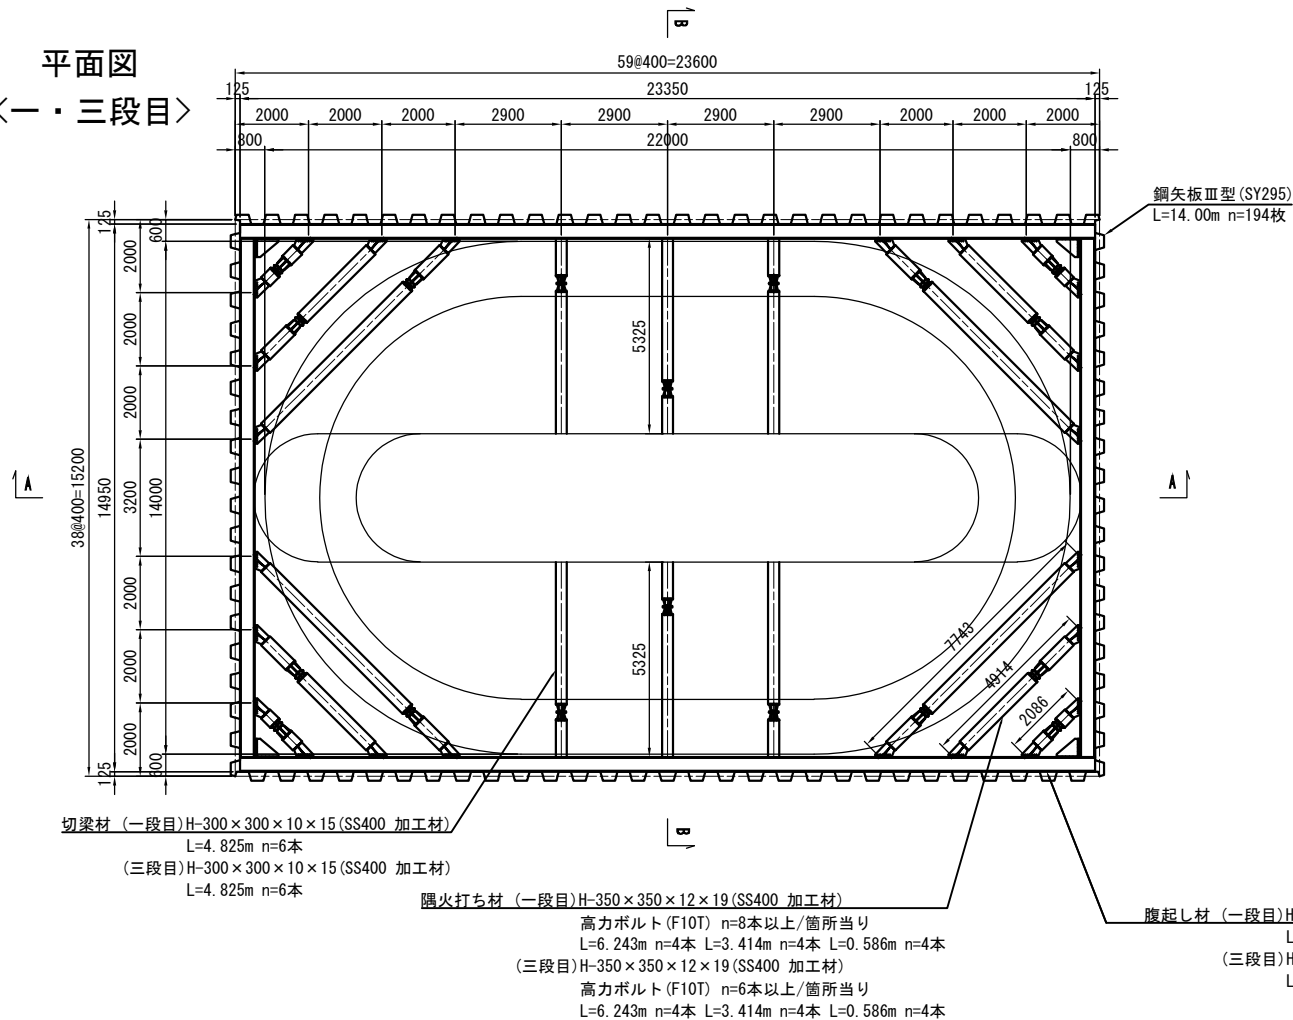 平面図
〈一・三段目〉
B
59@400=23600
125
23350
125
2000
2000
2000
2900
2900
2900
2900
2000
2000
2000
800
22000
800
鋼矢板Ⅲ型(SY295)
L=14.00m n=194枚
125
600
2000
2000
2000
3200
2000
2000
2000
38@400=15200
14950
14000
125
600
5325
5325
A
A
7743
4914
2086
B
切梁材 (一段目)H-300×300×10×15(SS400 加工材)
L=4.825m n=6本
(三段目)H-300×300×10×15(SS400 加工材)
L=4.825m n=6本
隅火打ち材 (一段目)H-350×350×12×19(SS400 加工材)
高力ボルト(F10T) n=8本以上/箇所当り
L=6.243m n=4本 L=3.414m n=4本 L=0.586m n=4本
(三段目)H-350×350×12×19(SS400 加工材)
高力ボルト(F10T) n=6本以上/箇所当り
L=6.243m n=4本 L=3.414m n=4本 L=0.586m n=4本
腹起し材 (一段目)H
L
(三段目)H
L